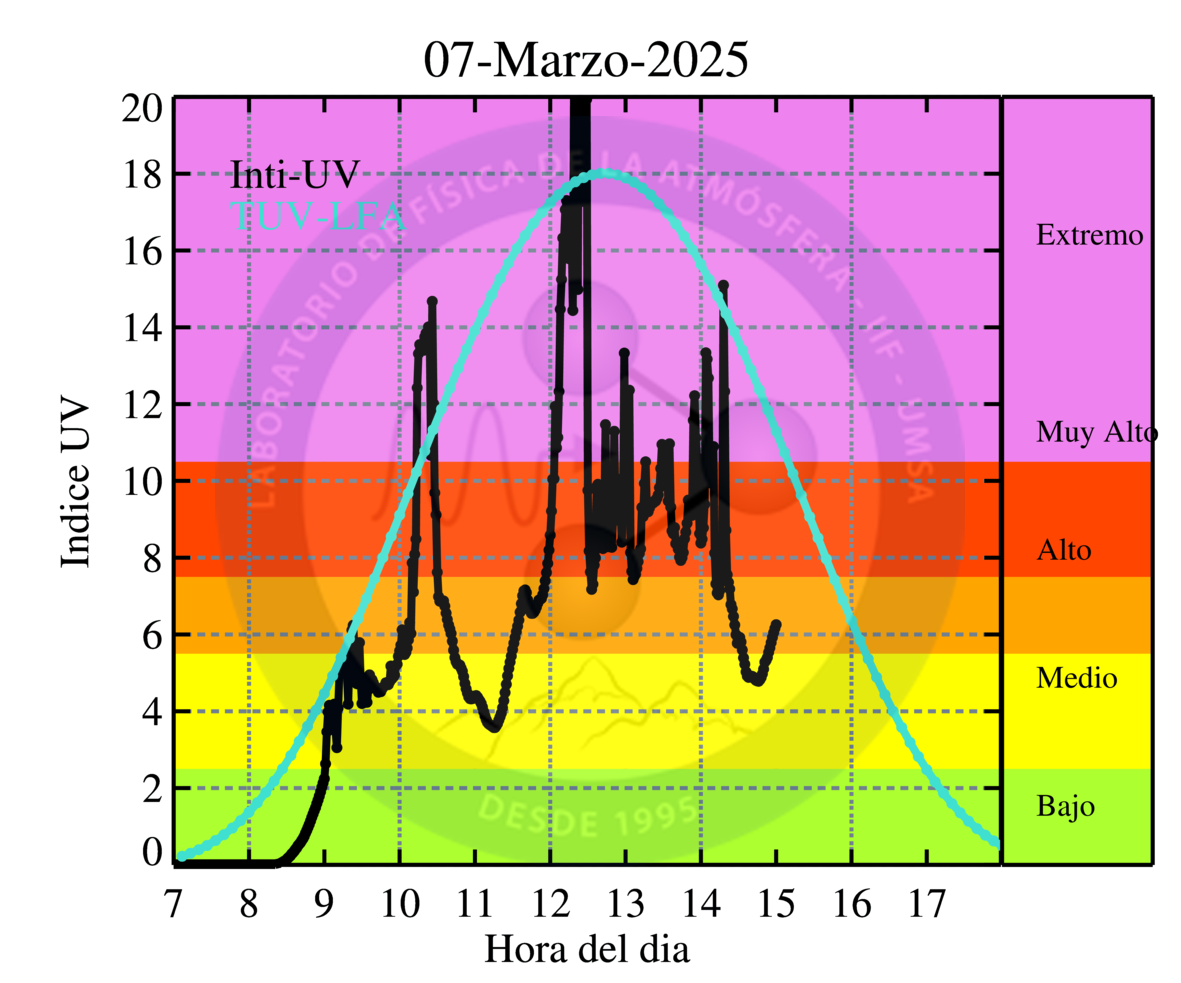 07-Marzo-2025
20
18
16
14
12
10
8
6
4
2
0
Indice UV
Inti-UV
TUV-LFA
LABORATORIO DE FÍSICA DE LA ATMÓSFERA - IIF - UMSA
DESDE 1995
Extremo
Muy Alto
Alto
Medio
Bajo
7 8 9 10 11 12 13 14 15 16 17
Hora del dia